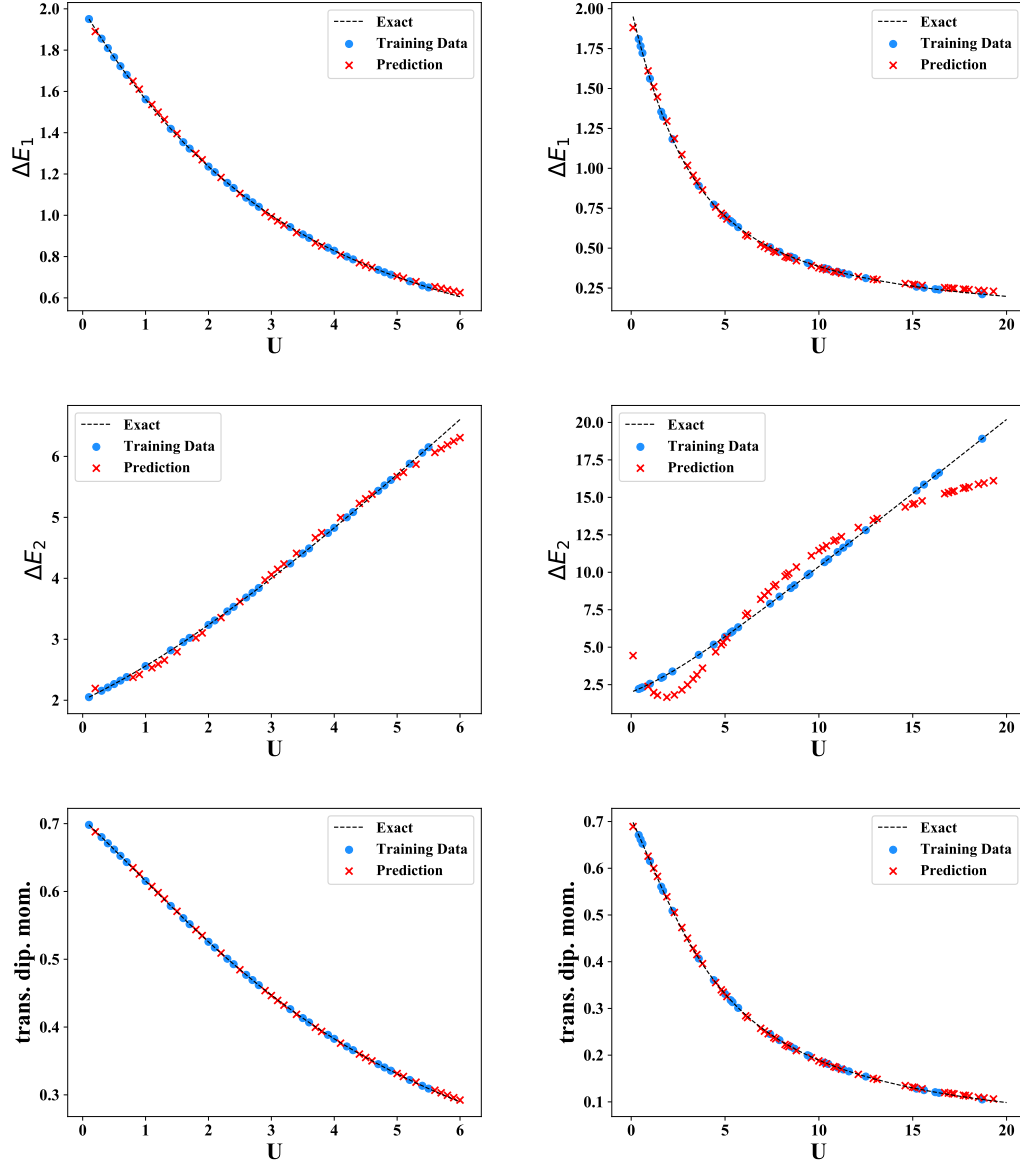 2.0
1.8
1.6
1.4
1.2
1.0
0.8
0.6
ΔE₁
0 1 2 3 4 5 6
U
Exact
Training Data
Prediction
2.00
1.75
1.50
1.25
1.00
0.75
0.50
0.25
ΔE₁
0 5 10 15 20
U
Exact
Training Data
Prediction
6
5
4
3
2
ΔE₂
0 1 2 3 4 5 6
U
Exact
Training Data
Prediction
20.0
17.5
15.0
12.5
10.0
7.5
5.0
2.5
ΔE₂
0 5 10 15 20
U
Exact
Training Data
Prediction
0.7
0.6
0.5
0.4
0.3
trans. dip. mom.
0 1 2 3 4 5 6
U
Exact
Training Data
Prediction
0.7
0.6
0.5
0.4
0.3
0.2
0.1
trans. dip. mom.
0 5 10 15 20
U
Exact
Training Data
Prediction